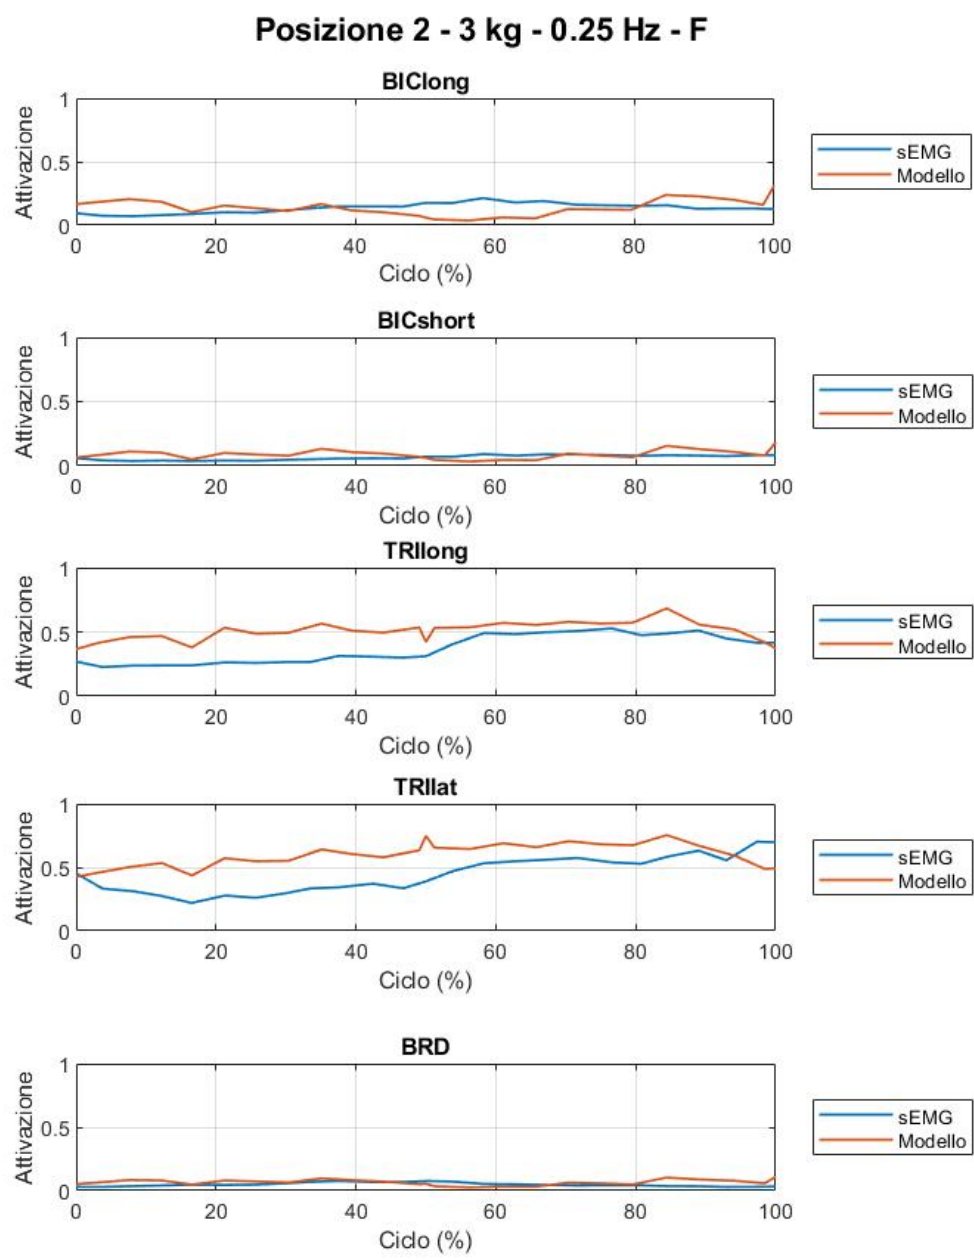 Posizione 2 - 3 kg - 0.25 Hz - F
BIClong
Attivazione
1
0.5
0
0 20 40 60 80 100
Ciclo (%)
sEMG
Modello
BICshort
Attivazione
1
0.5
0
0 20 40 60 80 100
Ciclo (%)
sEMG
Modello
TRIlong
Attivazione
1
0.5
0
0 20 40 60 80 100
Ciclo (%)
sEMG
Modello
TRIlat
Attivazione
1
0.5
0
0 20 40 60 80 100
Ciclo (%)
sEMG
Modello
BRD
Attivazione
1
0.5
0
0 20 40 60 80 100
Ciclo (%)
sEMG
Modello